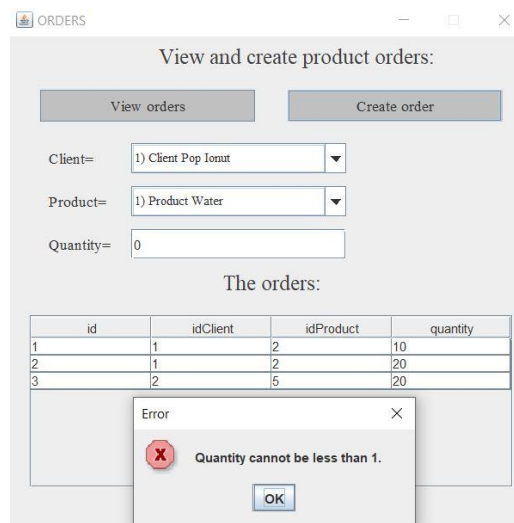 ORDERS
View and create product orders:
View orders Create order
Client= 1) Client Pop Ionut
Product= 1) Product Water
Quantity= 0
The orders:
id idClient idProduct quantity
1 1 2 10
2 1 2 20
3 2 5 20
Error
X Quantity cannot be less than 1.
OK